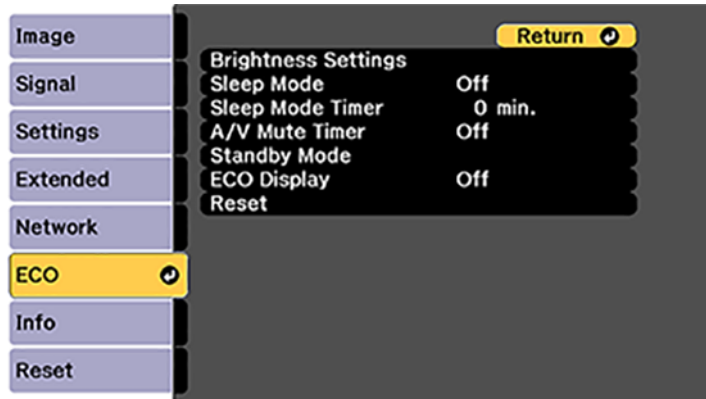 Image
Signal
Settings
Extended
Network
ECO
Info
Reset
Return
Brightness Settings
Sleep Mode Off
Sleep Mode Timer 0 min.
A/V Mute Timer Off
Standby Mode
ECO Display Off
Reset